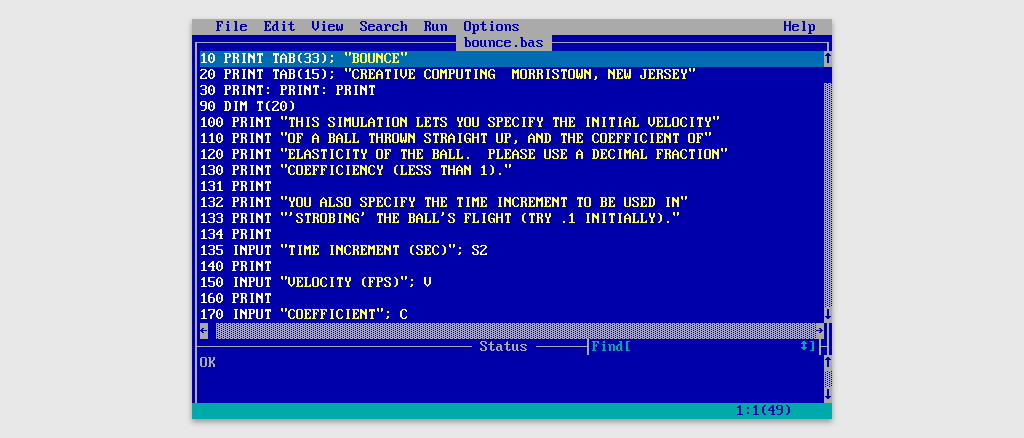 File Edit View Search Run Options Help
bounce.bas
10 PRINT TAB(33); "BOUNCE"
20 PRINT TAB(15); "CREATIVE COMPUTING  MORRISTOWN, NEW JERSEY"
30 PRINT: PRINT: PRINT
90 DIM T(20)
100 PRINT "THIS SIMULATION LETS YOU SPECIFY THE INITIAL VELOCITY"
110 PRINT "OF A BALL THROWN STRAIGHT UP, AND THE COEFFICIENT OF"
120 PRINT "ELASTICITY OF THE BALL.  PLEASE USE A DECIMAL FRACTION"
130 PRINT "COEFFICIENCY (LESS THAN 1)."
131 PRINT
132 PRINT "YOU ALSO SPECIFY THE TIME INCREMENT TO BE USED IN"
133 PRINT "'STROBING' THE BALL'S FLIGHT (TRY .1 INITIALLY)."
134 PRINT
135 INPUT "TIME INCREMENT (SEC)"; S2
140 PRINT
150 INPUT "VELOCITY (FPS)"; V
160 PRINT
170 INPUT "COEFFICIENT"; C
Status Find[ ↕]
OK
1:1(49)